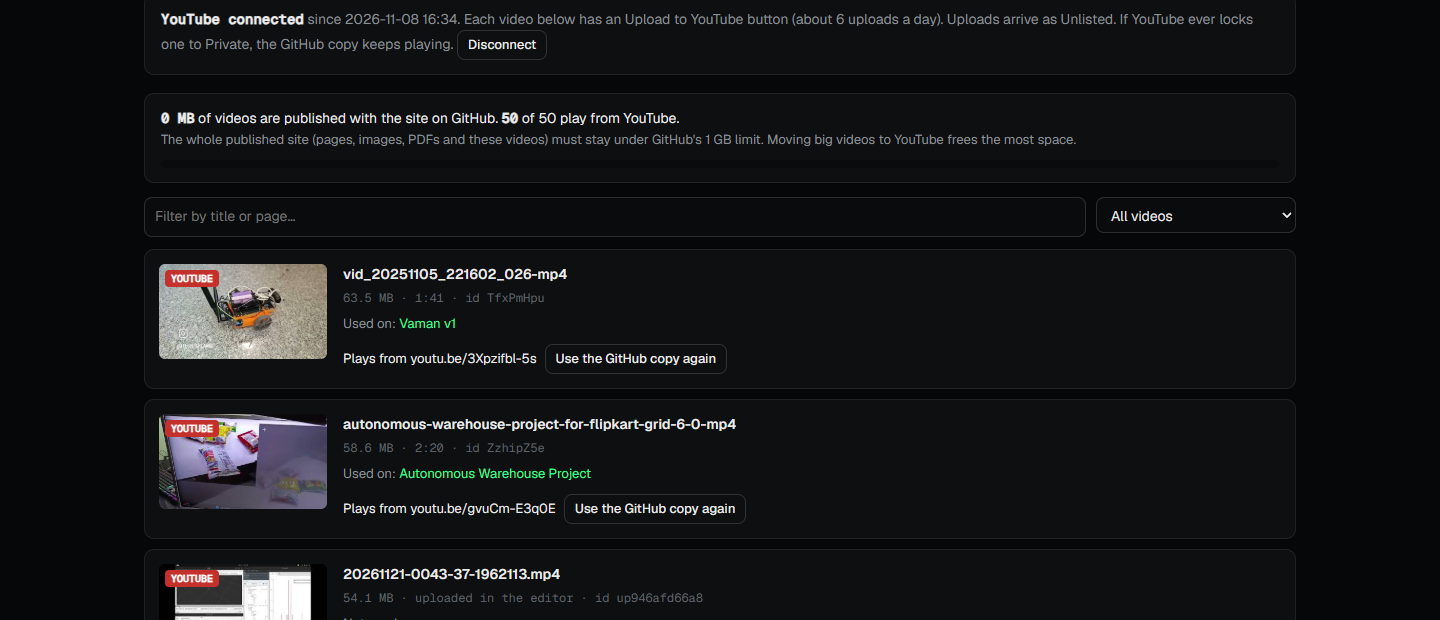 YouTube connected since 2026-11-08 16:34. Each video below has an Upload to YouTube button (about 6 uploads a day). Uploads arrive as Unlisted. If YouTube ever locks
one to Private, the GitHub copy keeps playing. Disconnect
0 MB of videos are published with the site on GitHub. 50 of 50 play from YouTube.
The whole published site (pages, images, PDFs and these videos) must stay under GitHub's 1 GB limit. Moving big videos to YouTube frees the most space.
Filter by title or page…
All videos
YOUTUBE
vid_20251105_221602_026-mp4
63.5 MB · 1:41 · id TfxPmHpu
Used on: Vaman v1
Plays from youtu.be/3Xpzifbl-5s Use the GitHub copy again
YOUTUBE
autonomous-warehouse-project-for-flipkart-grid-6-0-mp4
58.6 MB · 2:20 · id ZzhipZ5e
Used on: Autonomous Warehouse Project
Plays from youtu.be/gvuCm-E3q0E Use the GitHub copy again
YOUTUBE
20261121-0043-37-1962113.mp4
54.1 MB · uploaded in the editor · id up946afd66a8